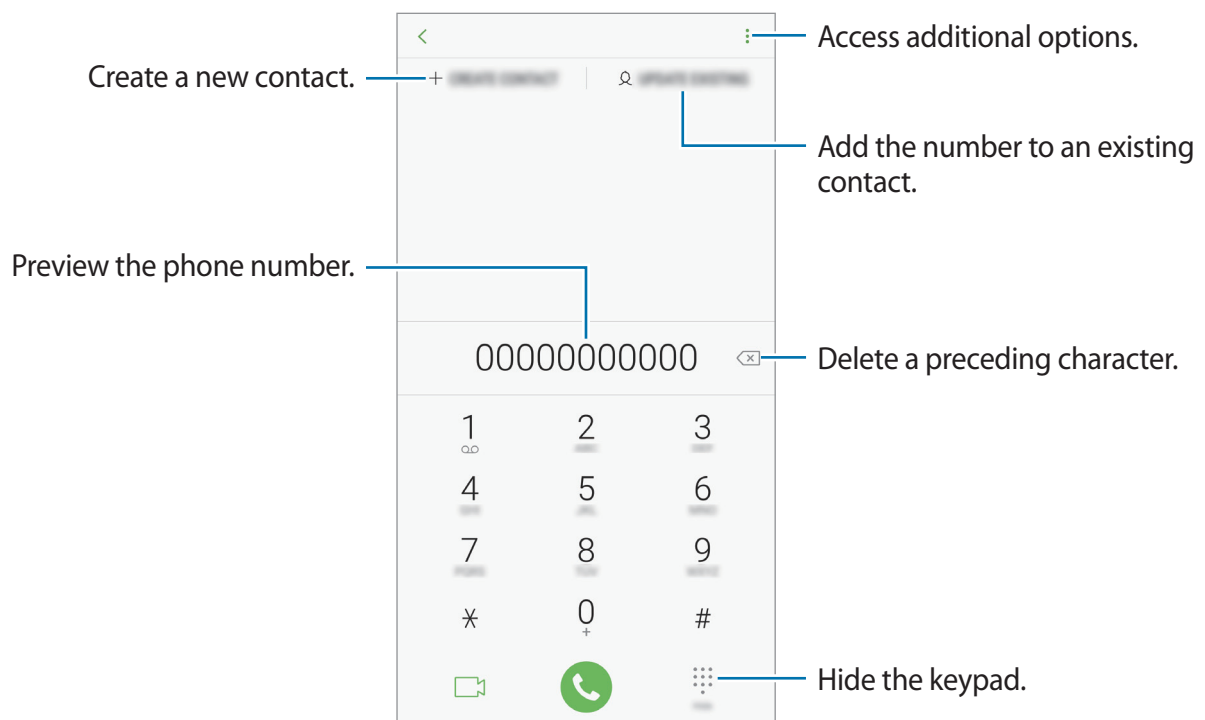 Access additional options.
Create a new contact.
Add the number to an existing
contact.
Preview the phone number.
00000000000
Delete a preceding character.
1 2 3
4 5 6
7 8 9
* 0 #
+
Hide the keypad.